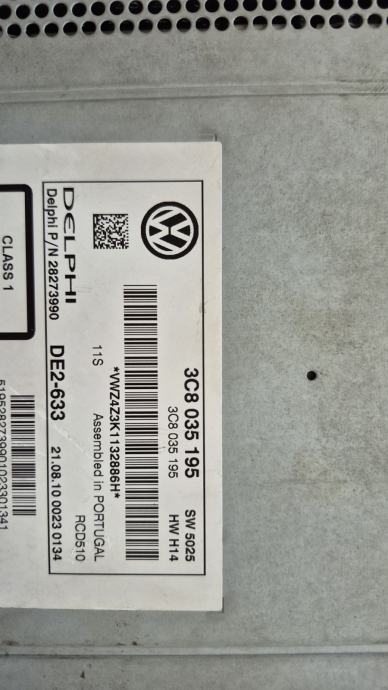 3C8 035 195 SW 5025
3C8 035 195 HW H14
*VWZ4Z3K1132886H*
11S Assembled in PORTUGAL
RCD510
DELPHI
Delphi P/N 28273990
DE2-633 21.08.10 0023 0134
CLASS 1
5195282739901023301341